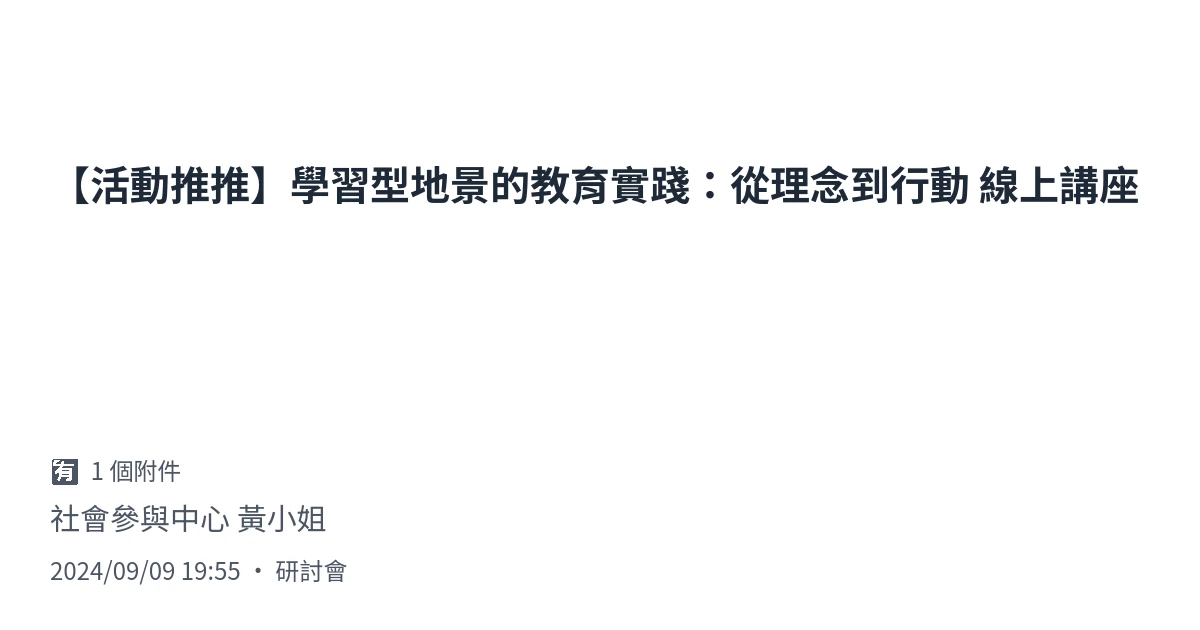 【活動推推】學習型地景的教育實踐：從理念到行動 線上講座
🈶 1 個附件
社會參與中心 黃小姐
2024/09/09 19:55 ・ 研討會